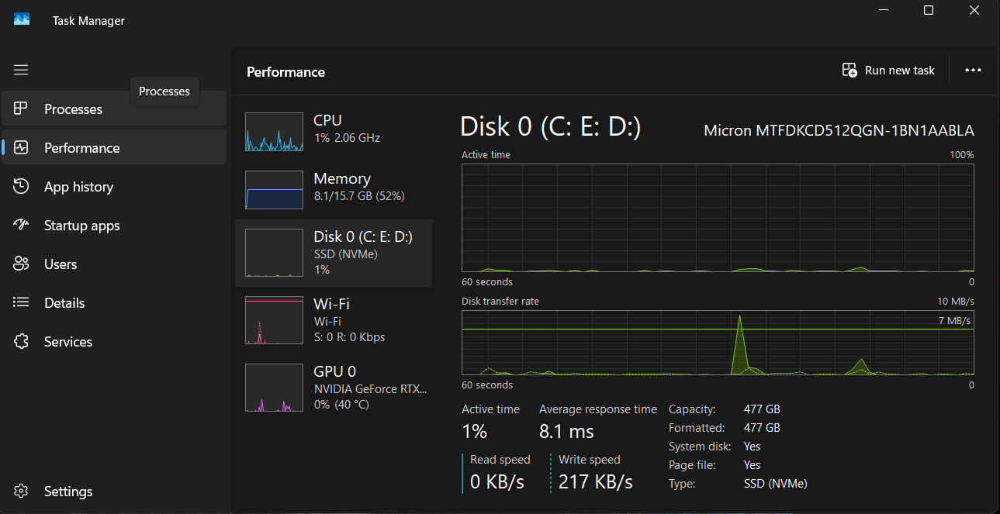 Task Manager
Processes
Processes
Performance
App history
Startup apps
Users
Details
Services
Settings
Performance
Run new task
CPU
1% 2.06 GHz
Memory
8.1/15.7 GB (52%)
Disk 0 (C: E: D:)
SSD (NVMe)
1%
Wi-Fi
Wi-Fi
S: 0 R: 0 Kbps
GPU 0
NVIDIA GeForce RTX...
0% (40 °C)
Disk 0 (C: E: D:) Micron MTFDKCD512QGN-1BN1AABLA
Active time 100%
60 seconds 0
Disk transfer rate 10 MB/s
7 MB/s
60 seconds 0
Active time
1%
Average response time
8.1 ms
Read speed
0 KB/s
Write speed
217 KB/s
Capacity: 477 GB
Formatted: 477 GB
System disk: Yes
Page file: Yes
Type: SSD (NVMe)